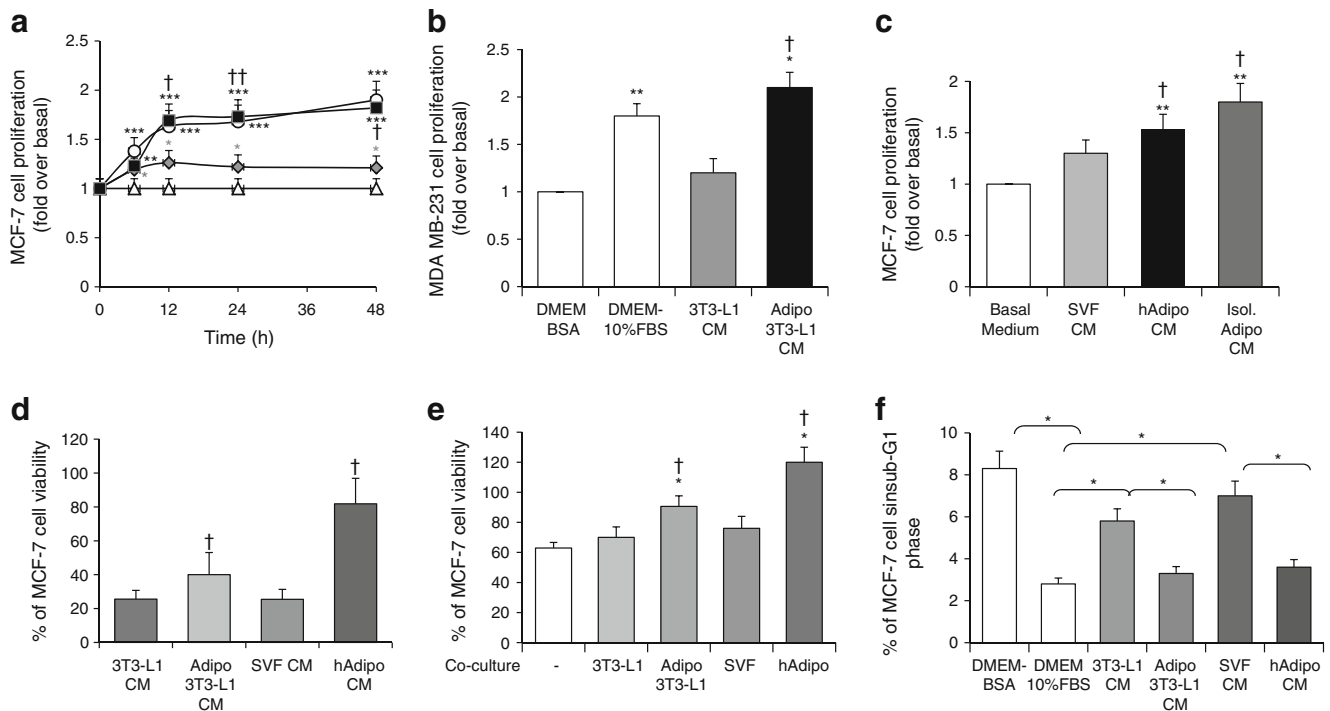 a
MCF-7 cell proliferation
(fold over basal)
2.5
2
1.5
1
0.5
0
0 12 24 36 48
Time (h)
***
**
*
†
***
***
*
††
***
***
*
***
***
†
*
b
MDA MB-231 cell proliferation
(fold over basal)
2.5
2
1.5
1
0.5
0
**
†
*
DMEM
BSA
DMEM-
10%FBS
3T3-L1
CM
Adipo
3T3-L1
CM
c
MCF-7 cell proliferation
(fold over basal)
2
1.5
1
0.5
0
†
**
†
**
Basal
Medium
SVF
CM
hAdipo
CM
Isol.
Adipo
CM
d
% of MCF-7 cell viability
120
100
80
60
40
20
0
†
†
3T3-L1
CM
Adipo
3T3-L1
CM
SVF CM
hAdipo
CM
e
% of MCF-7 cell viability
140
120
100
80
60
40
20
0
†
*
†
*
Co-culture
-
3T3-L1
Adipo
3T3-L1
SVF
hAdipo
f
% of MCF-7 cell sinsub-G1
phase
10
8
6
4
2
0
*
*
*
*
*
DMEM-
BSA
DMEM
10%FBS
3T3-L1
CM
Adipo
3T3-L1
CM
SVF
CM
hAdipo
CM